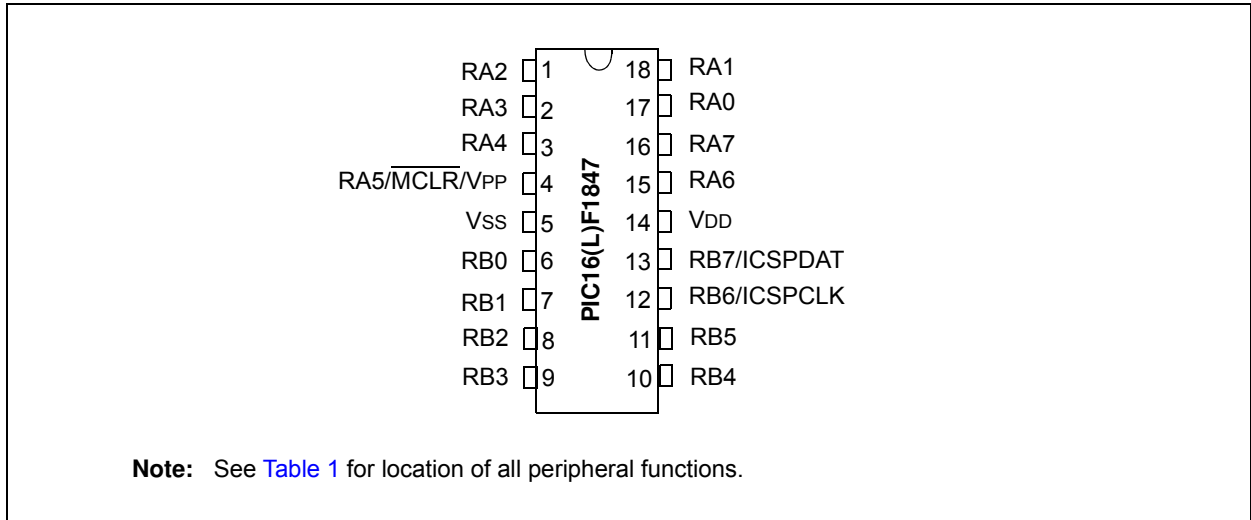 RA2 1 18 RA1
RA3 2 17 RA0
RA4 3 16 RA7
RA5/MCLR/VPP 4 15 RA6
VSS 5 14 VDD
RB0 6 13 RB7/ICSPDAT
RB1 7 12 RB6/ICSPCLK
RB2 8 11 RB5
RB3 9 10 RB4
PIC16(L)F1847
Note: See Table 1 for location of all peripheral functions.